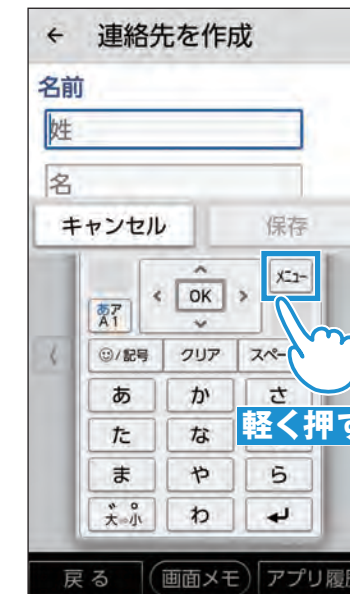 ← 連絡先を作成
名前
姓
名
キャンセル 保存
メニュー
OK
あア
A1
☺/記号 クリア スペー
あ か さ
た な
軽く押す
ま や ら
大⇔小 わ
戻る 画面メモ アプリ履歴